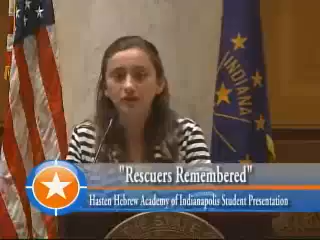 INDIANA
"Rescuers Remembered"
Hasten Hebrew Academy of Indianapolis Student Presentation